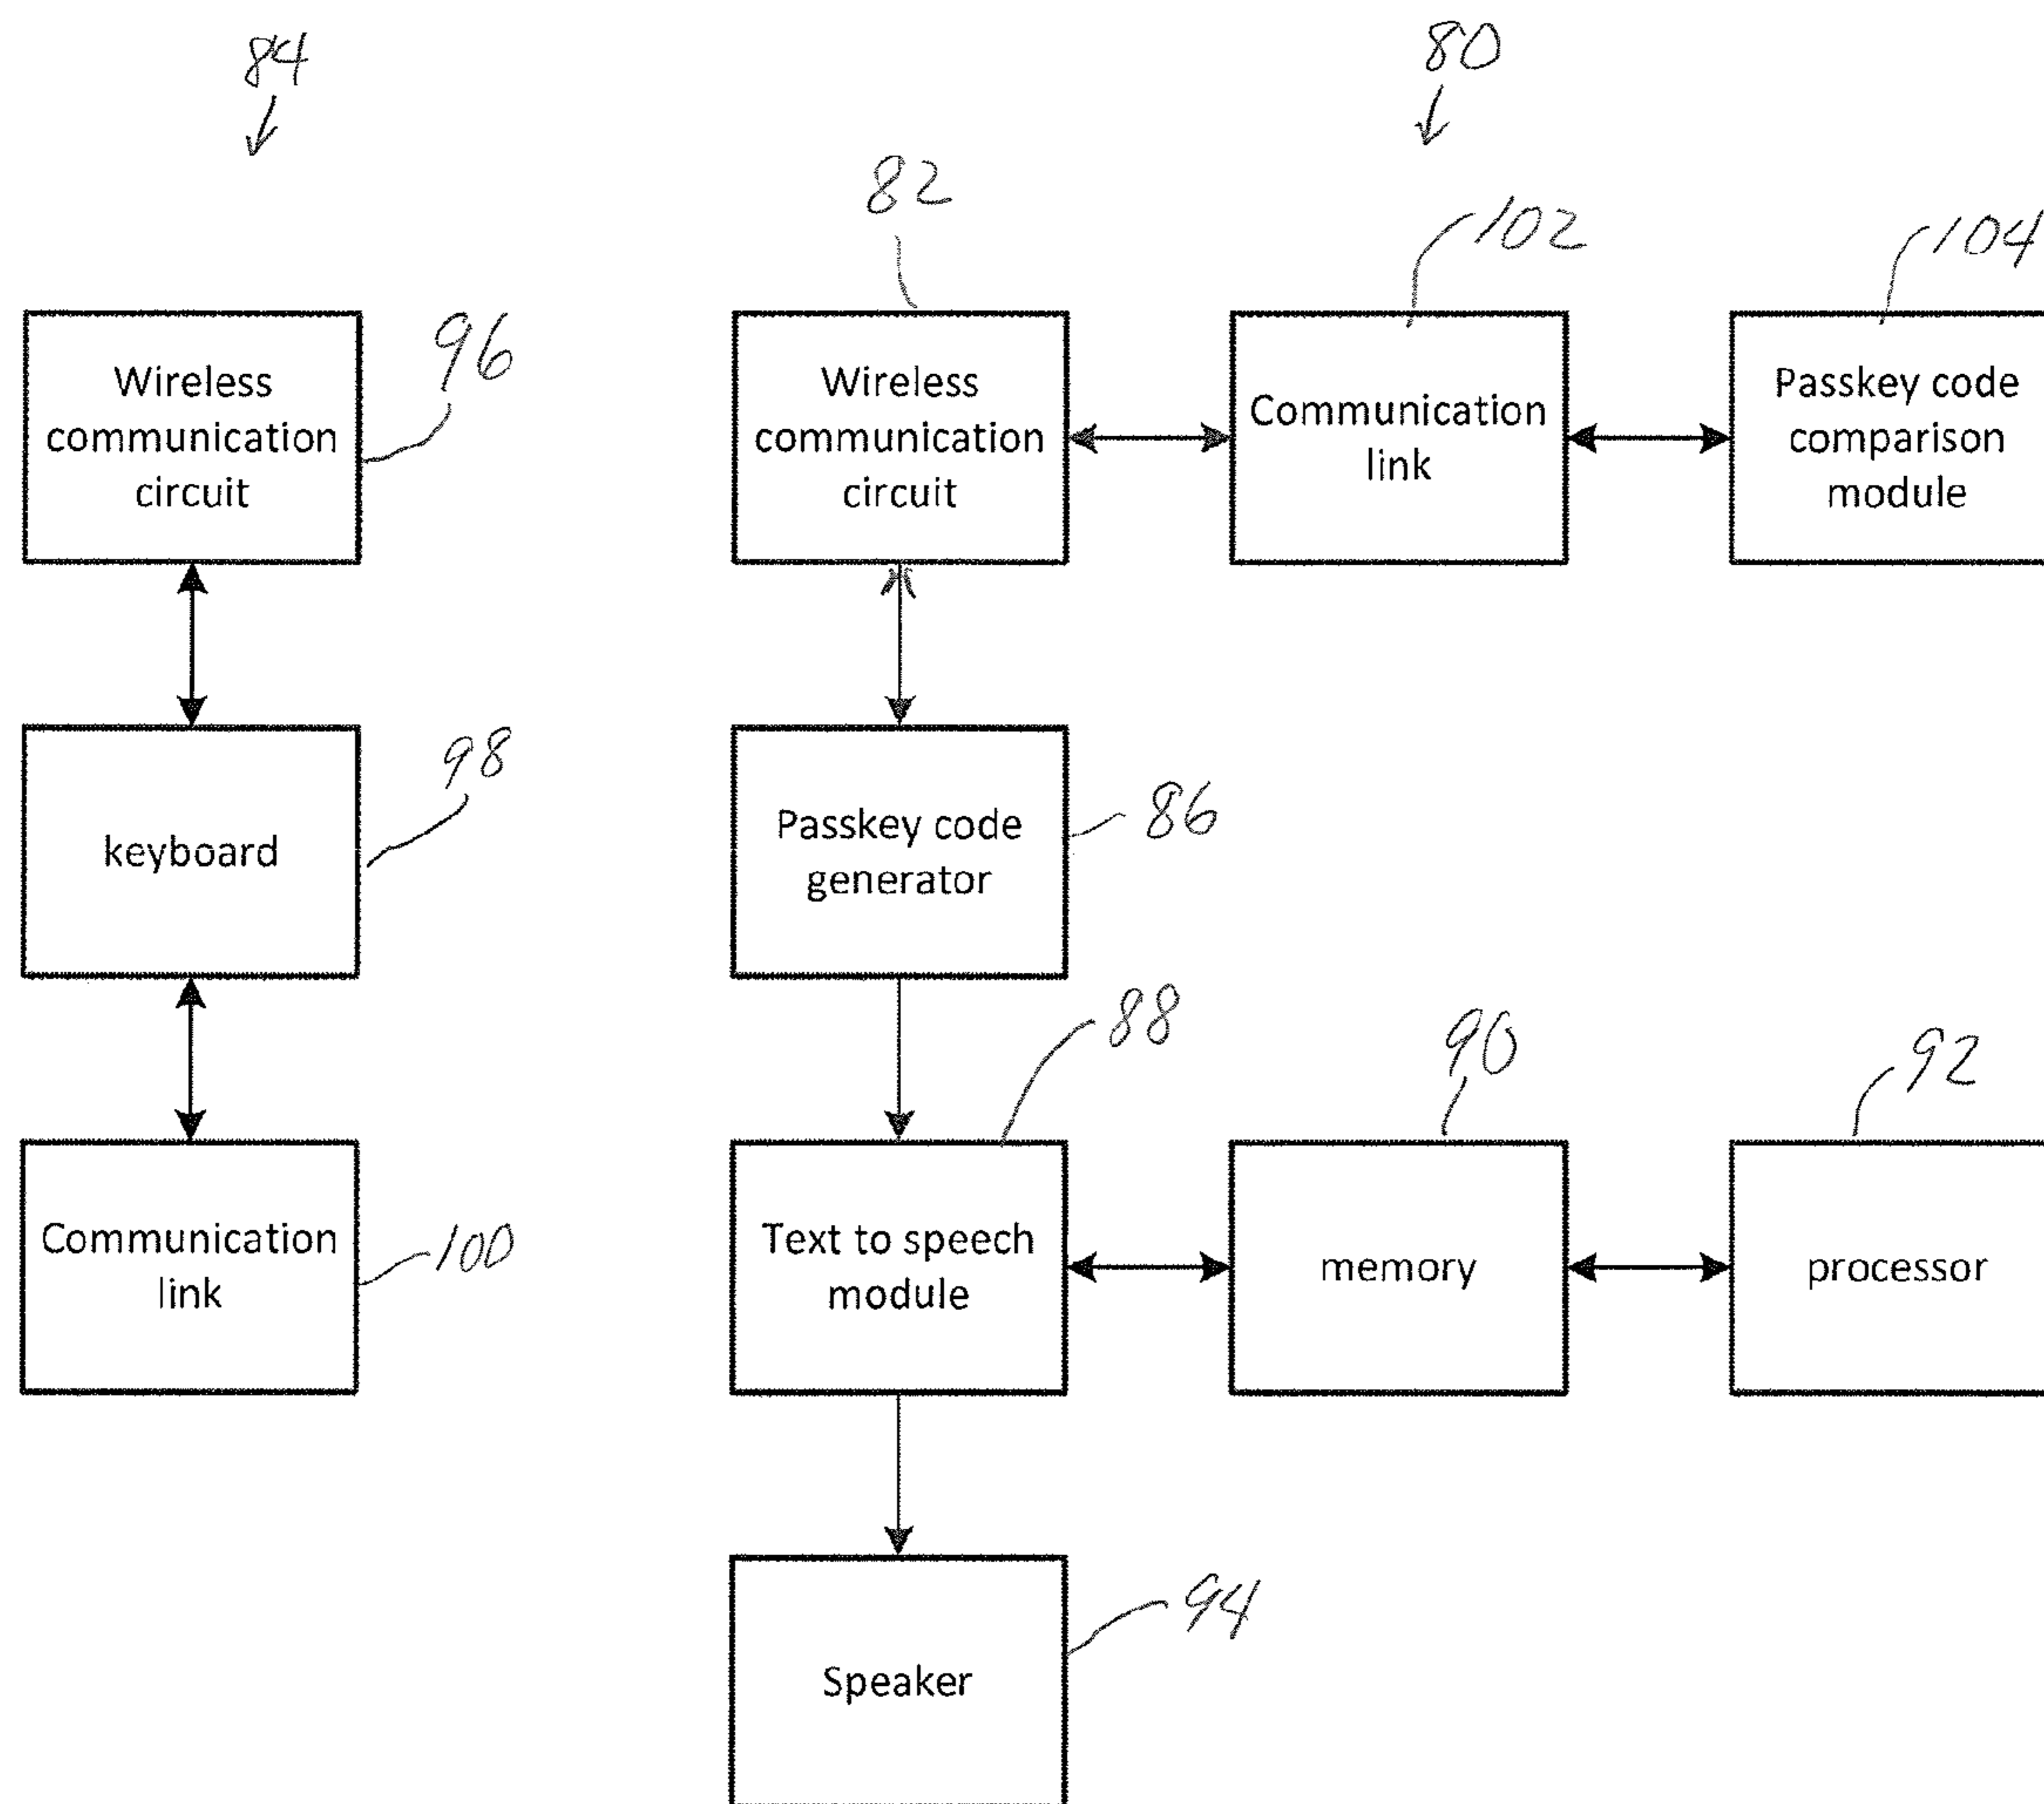 84
80
82
102
104
96
Wireless
communication
circuit
Wireless
communication
circuit
Communication
link
Passkey code
comparison
module
98
keyboard
Passkey code
generator
86
88
90
92
Communication
link
100
Text to speech
module
memory
processor
94
Speaker